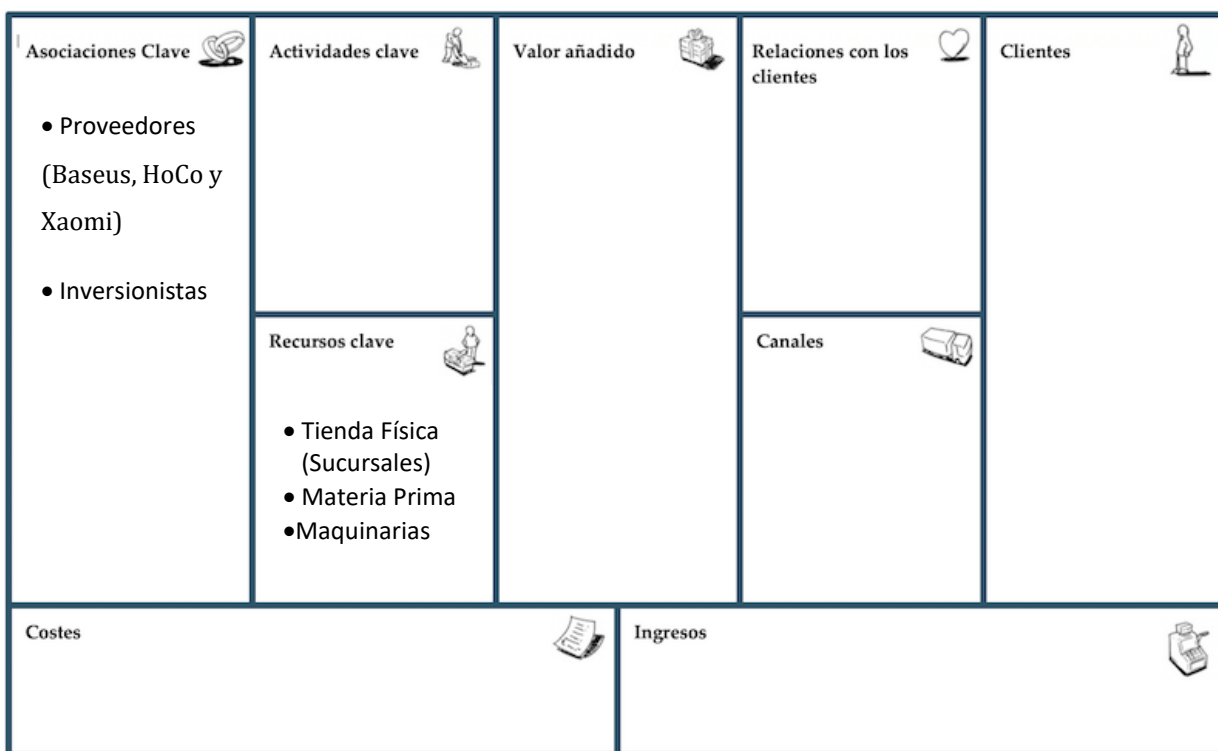 Asociaciones Clave
• Proveedores
(Baseus, HoCo y
Xaomi)
• Inversionistas
Actividades clave
Recursos clave
• Tienda Física
(Sucursales)
• Materia Prima
•Maquinarias
Valor añadido
Relaciones con los
clientes
Canales
Clientes
Costes
Ingresos